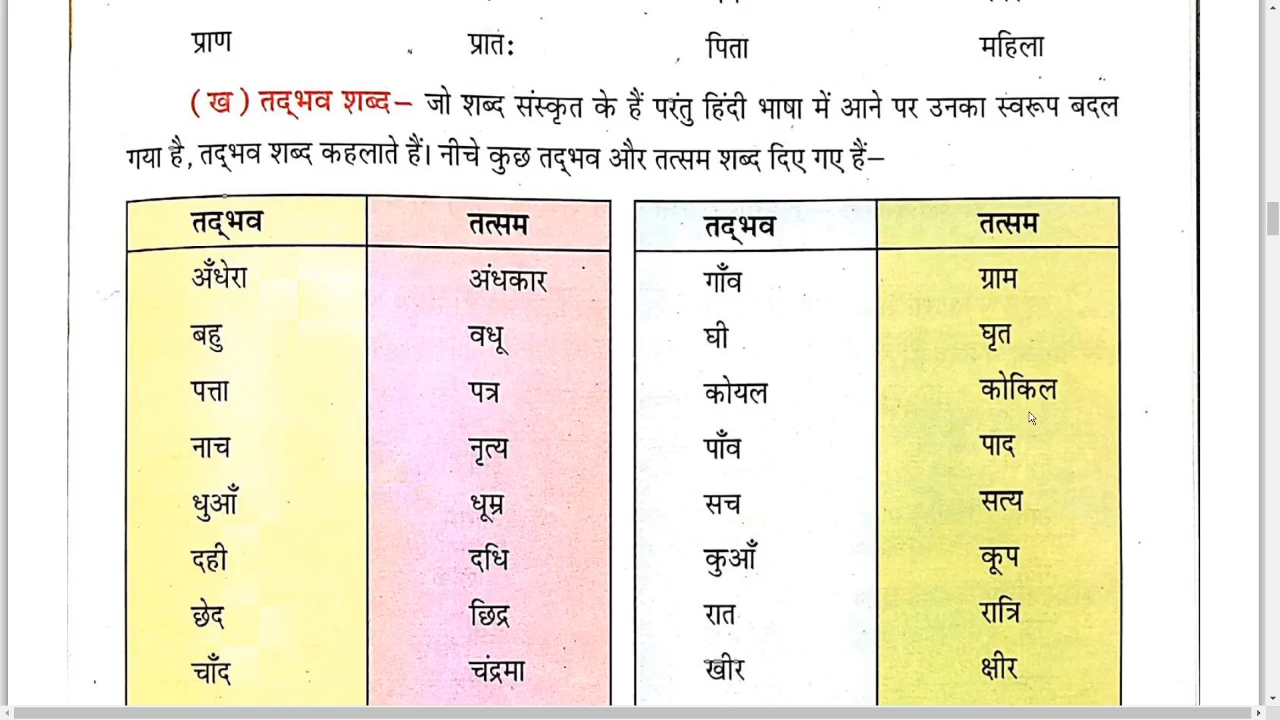 प्राण प्रातः पिता महिला
(ख) तद्भव शब्द– जो शब्द संस्कृत के हैं परंतु हिंदी भाषा में आने पर उनका स्वरूप बदल
गया है, तद्भव शब्द कहलाते हैं। नीचे कुछ तद्भव और तत्सम शब्द दिए गए हैं–
तद्भव तत्सम तद्भव तत्सम
अँधेरा अंधकार गाँव ग्राम
बहु वधू घी घृत
पत्ता पत्र कोयल कोकिल
नाच नृत्य पाँव पाद
धुआँ धूम्र सच सत्य
दही दधि कुआँ कूप
छेद छिद्र रात रात्रि
चाँद चंद्रमा खीर क्षीर